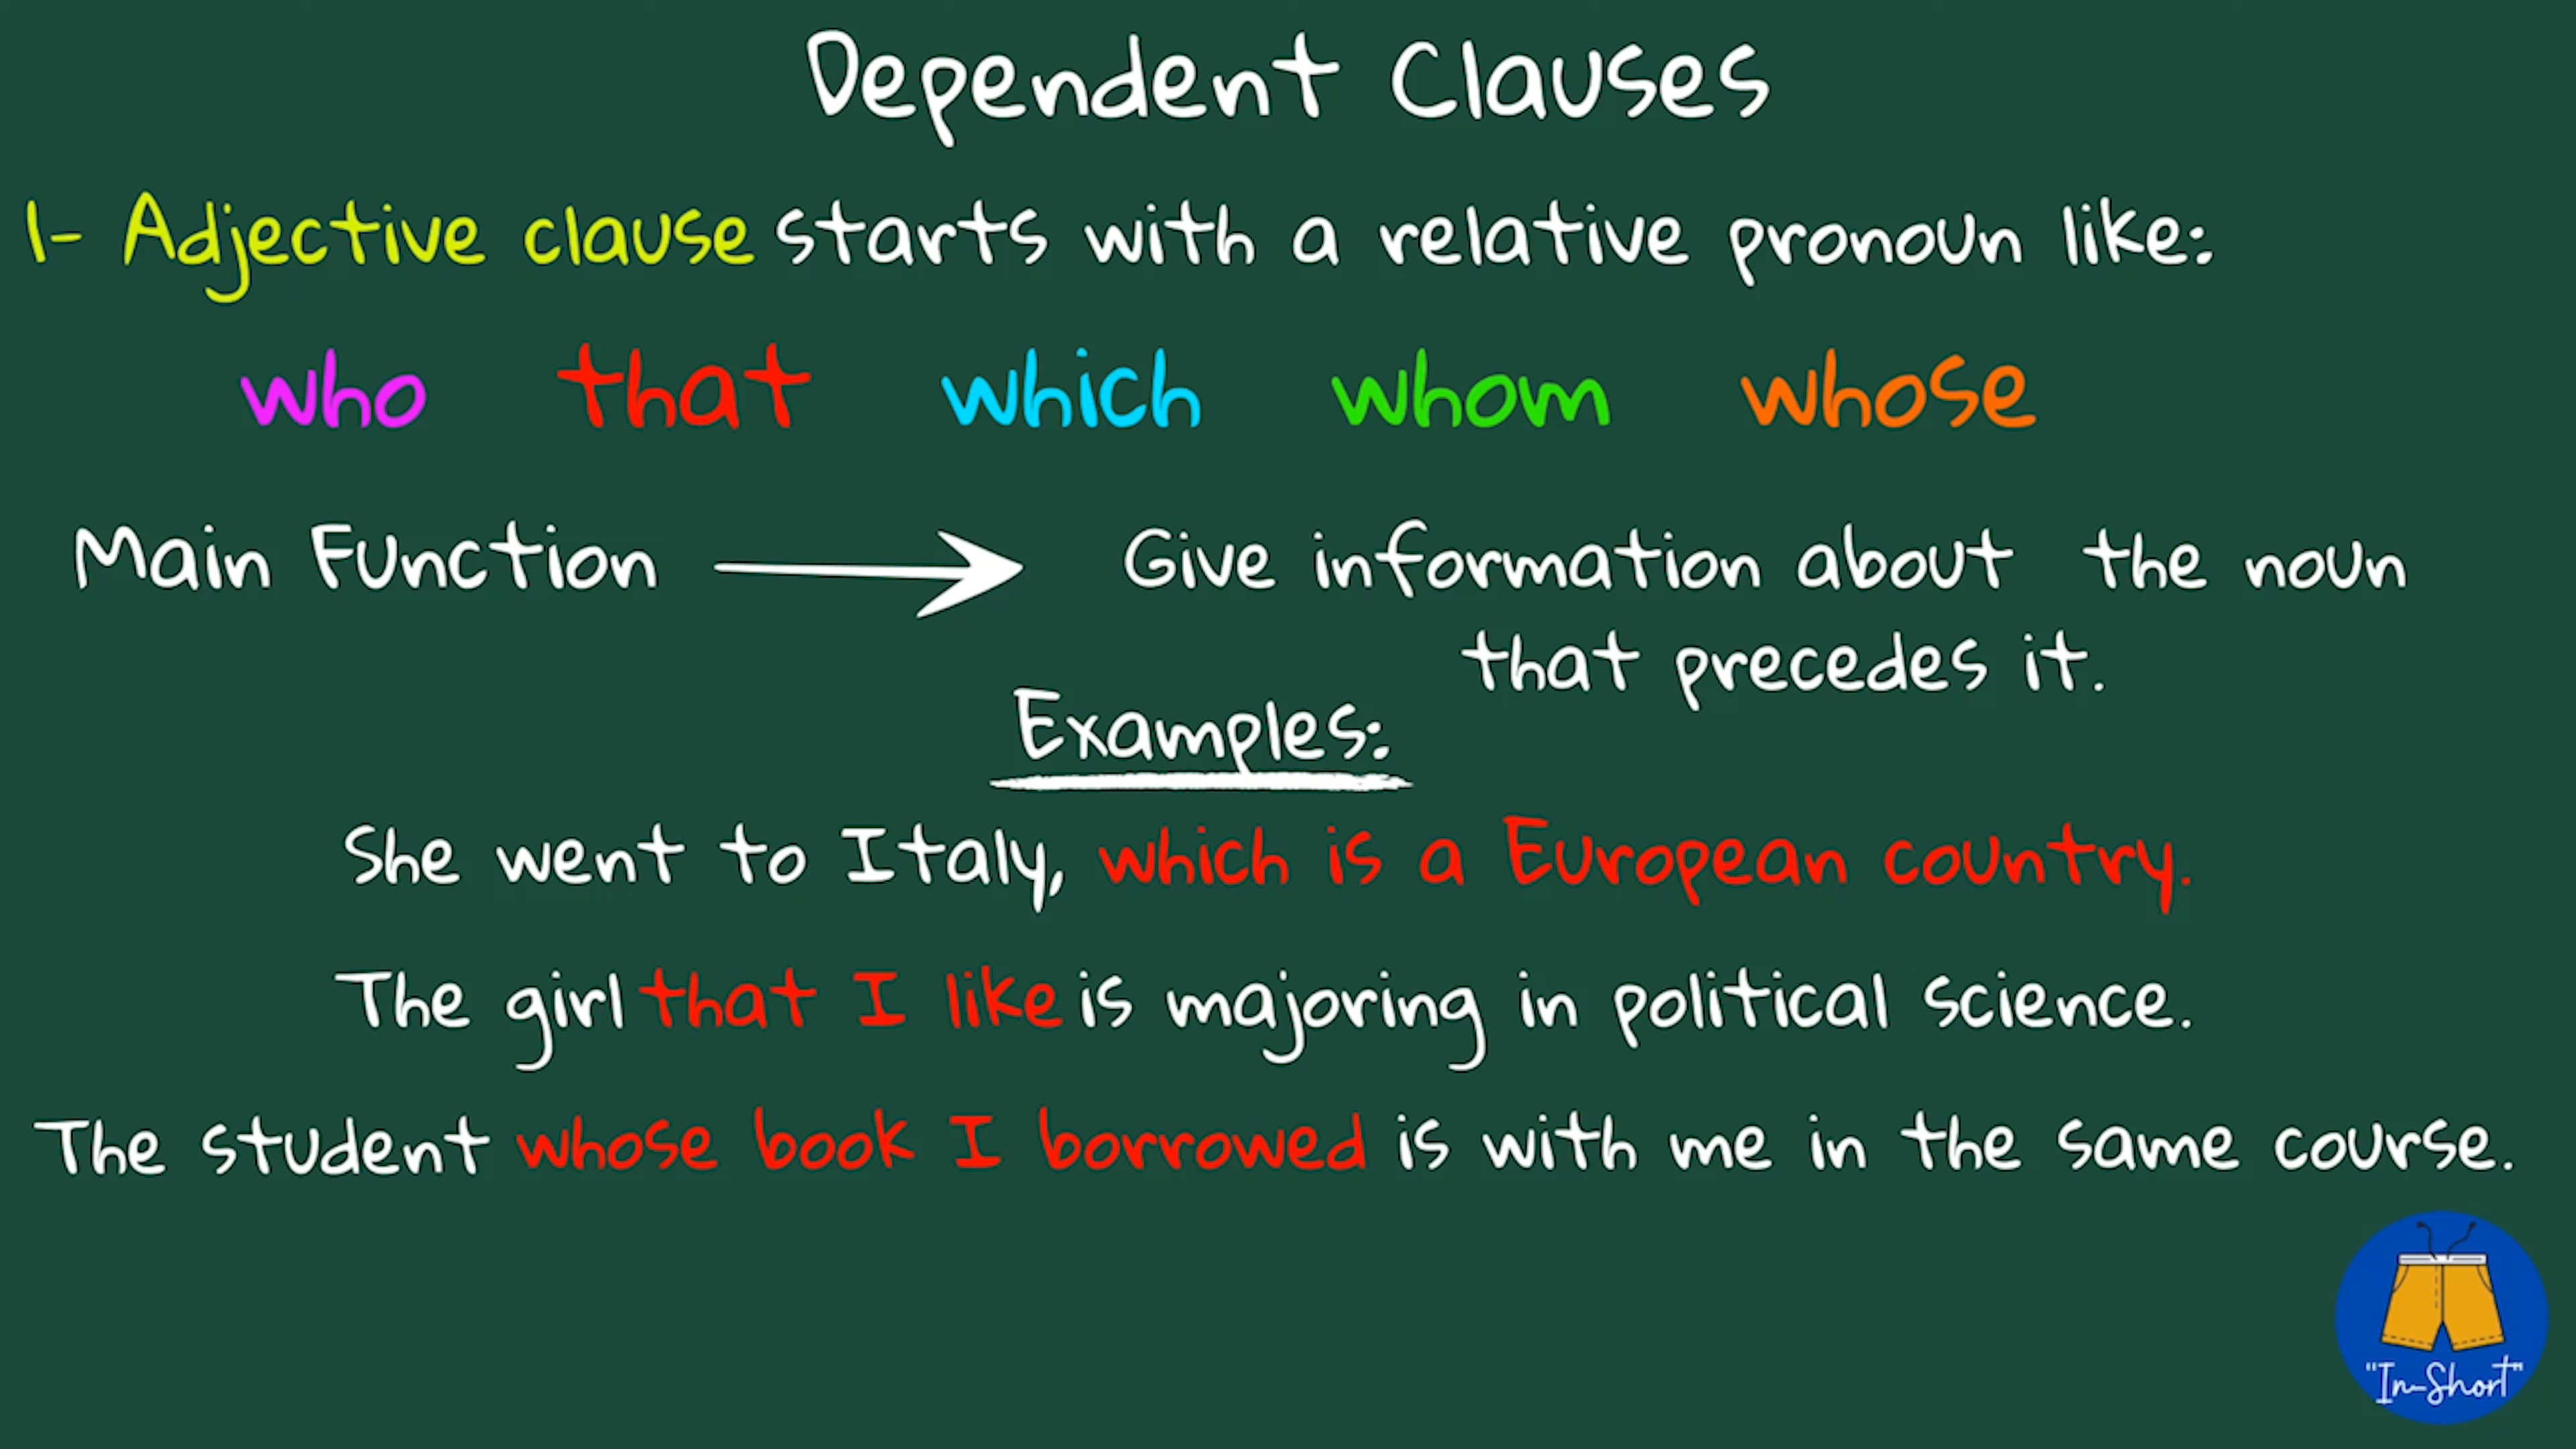 Dependent Clauses
1- Adjective clause starts with a relative pronoun like:
who that which whom whose
Main Function Give information about the noun
that precedes it.
Examples:
She went to Italy, which is a European country.
The girl that I like is majoring in political science.
The student whose book I borrowed is with me in the same course.
"In-Short"